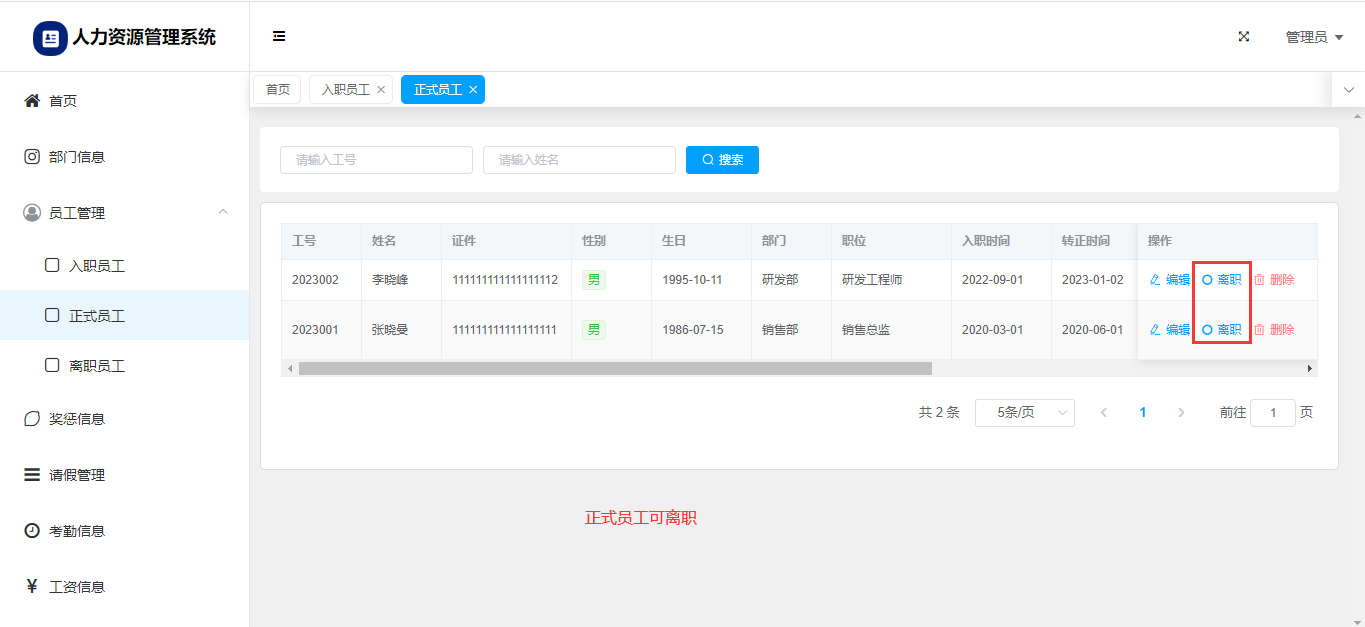 人力资源管理系统
管理员
首页 入职员工 正式员工
首页
部门信息
员工管理
入职员工
正式员工
离职员工
奖惩信息
请假管理
考勤信息
¥ 工资信息
请输入工号 请输入姓名 搜索
工号 姓名 证件 性别 生日 部门 职位 入职时间 转正时间 操作
2023002 李晓峰 111111111111111112 男 1995-10-11 研发部 研发工程师 2022-09-01 2023-01-02 编辑 离职 删除
2023001 张晓曼 111111111111111111 男 1986-07-15 销售部 销售总监 2020-03-01 2020-06-01 编辑 离职 删除
共 2 条 5条/页 1 前往 1 页
正式员工可离职